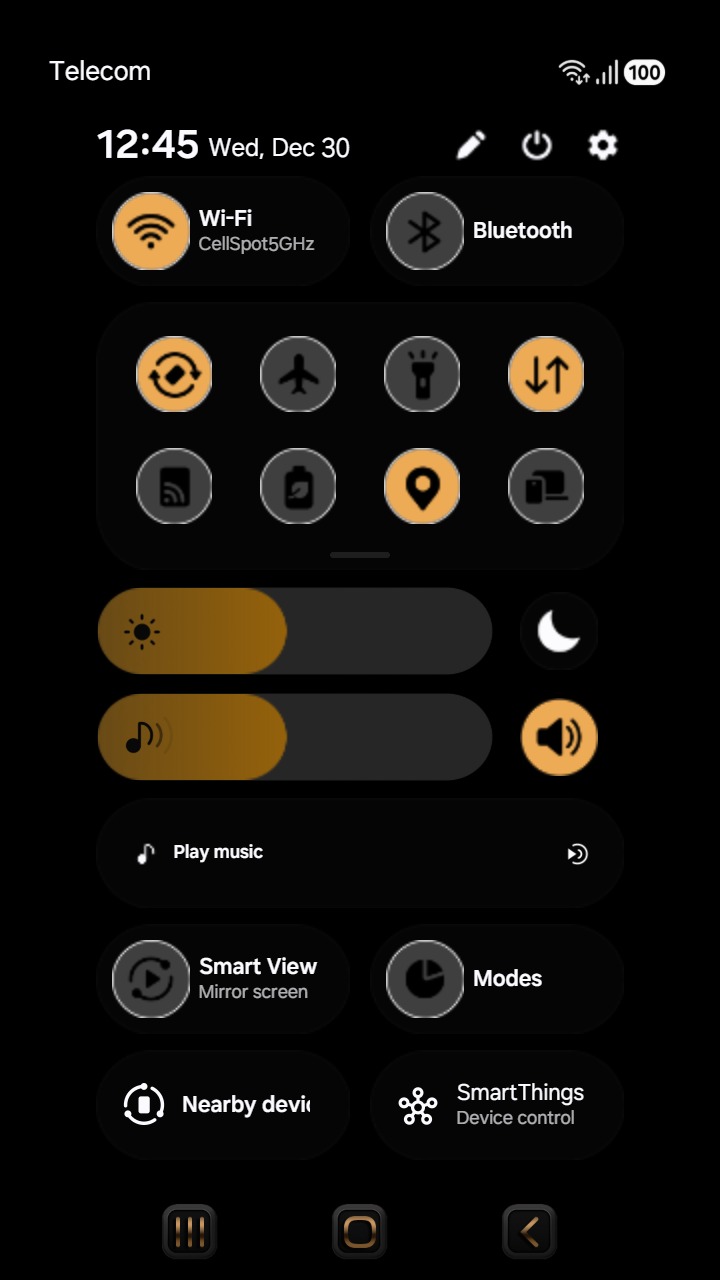 Telecom
100
12:45 Wed, Dec 30
Wi-Fi
CellSpot5GHz
Bluetooth
Play music
Smart View
Mirror screen
Modes
Nearby devi
SmartThings
Device control